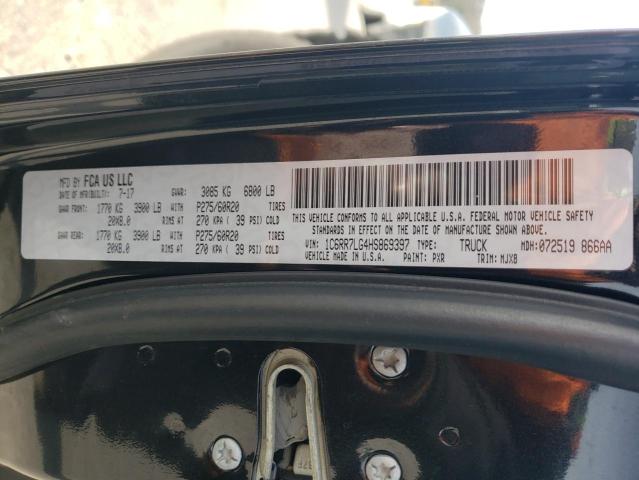 MFD BY FCA US LLC GVWR: 3085 KG 6800 LB
DATE OF MFR(BUILT): 7-17
GAWR FRONT: 1770 KG 3900 LB WITH P275/60R20 TIRES
20X8.0 RIMS AT 270 KPA ( 39 PSI) COLD
GAWR REAR: 1770 KG 3900 LB WITH P275/60R20 TIRES
20X8.0 RIMS AT 270 KPA ( 39 PSI) COLD
THIS VEHICLE CONFORMS TO ALL APPLICABLE U.S.A. FEDERAL MOTOR VEHICLE SAFETY
STANDARDS IN EFFECT ON THE DATE OF MANUFACTURE SHOWN ABOVE.
VIN: 1C6RR7LG4HS869397 TYPE: TRUCK MDH: 072519 866AA
VEHICLE MADE IN U.S.A. PAINT: PXR TRIM: MJXB